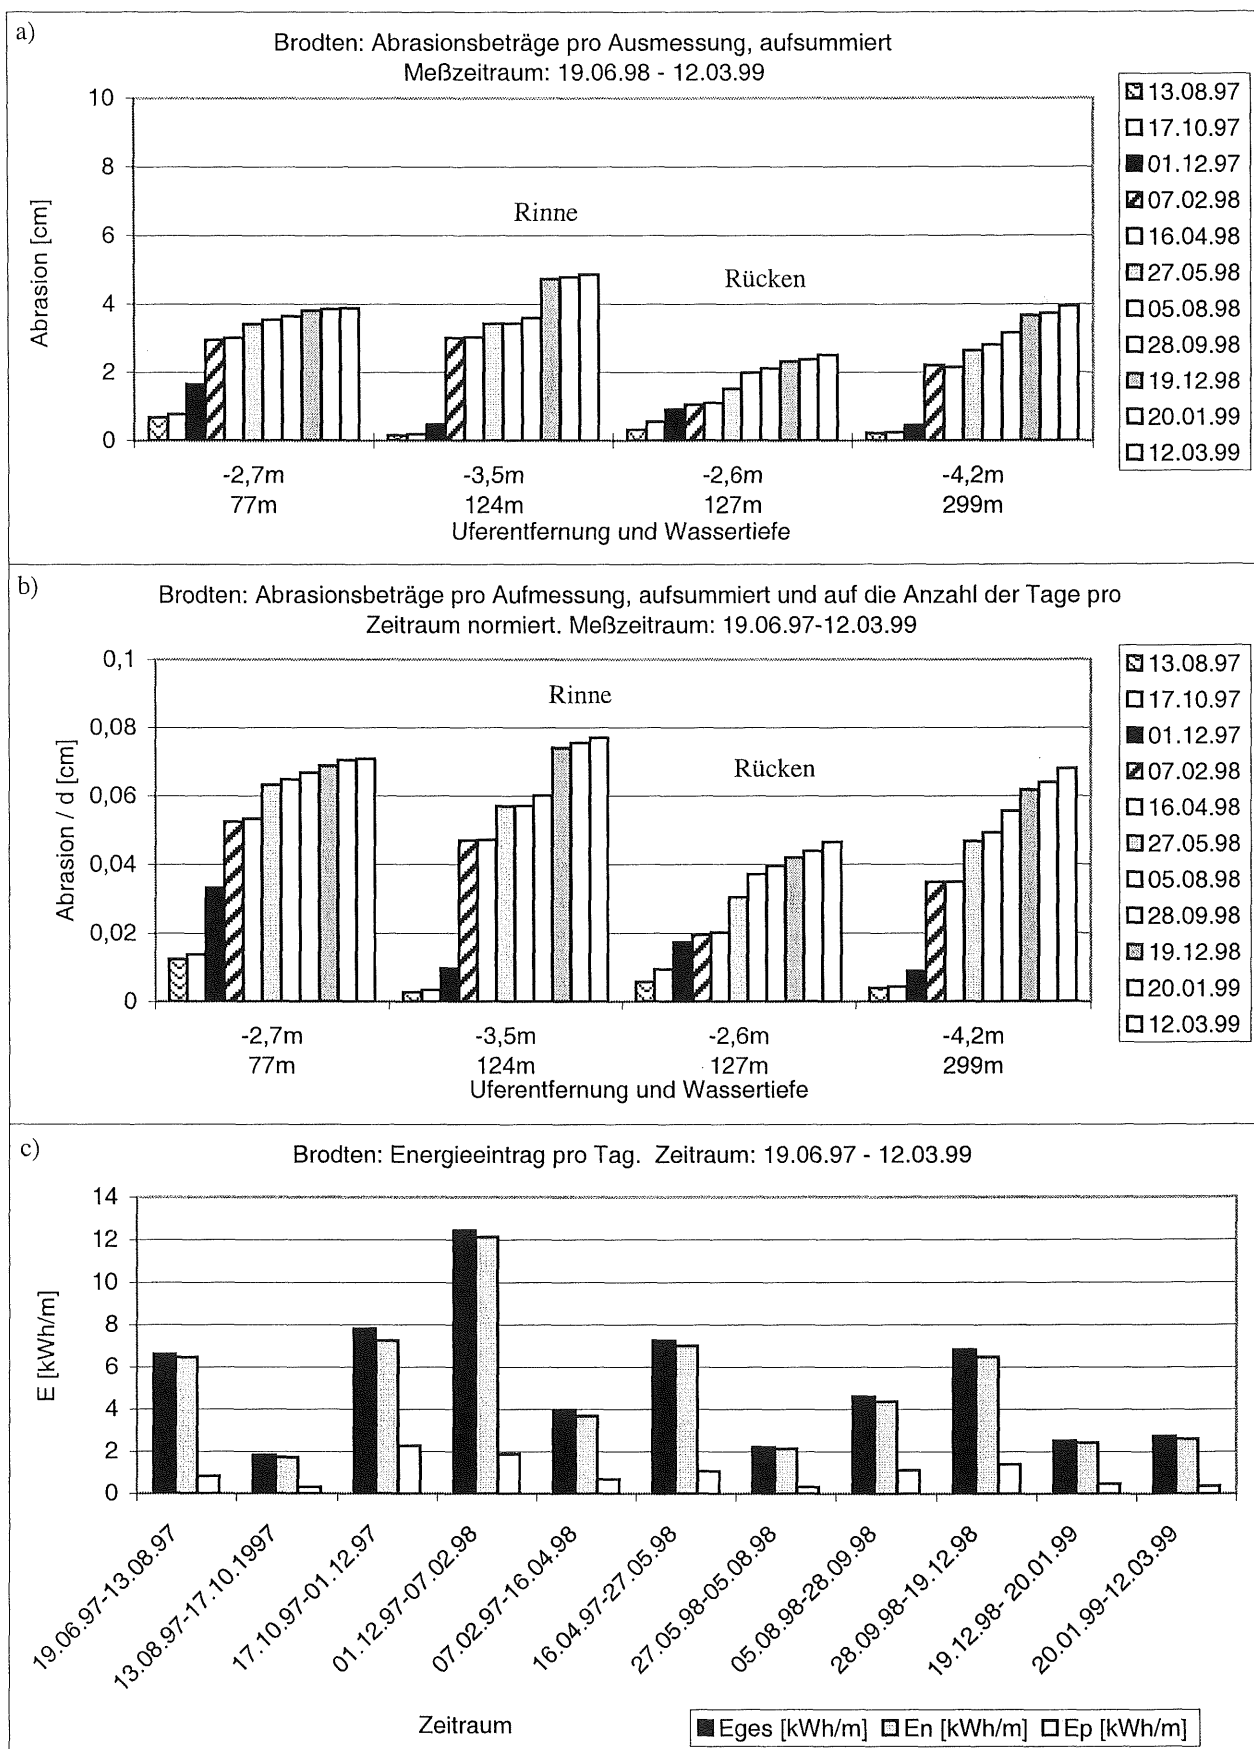 a)
Brodten: Abrasionsbeträge pro Ausmessung, aufsummiert
Meßzeitraum: 19.06.98 - 12.03.99
Abrasion [cm]
10
8
6
4
2
0
Rinne
Rücken
-2,7m
-3,5m
-2,6m
-4,2m
77m
124m
127m
299m
Uferentfernung und Wassertiefe
13.08.97
17.10.97
01.12.97
07.02.98
16.04.98
27.05.98
05.08.98
28.09.98
19.12.98
20.01.99
12.03.99
b)
Brodten: Abrasionsbeträge pro Aufmessung, aufsummiert und auf die Anzahl der Tage pro
Zeitraum normiert. Meßzeitraum: 19.06.97-12.03.99
Abrasion / d [cm]
0,1
0,08
0,06
0,04
0,02
0
Rinne
Rücken
-2,7m
-3,5m
-2,6m
-4,2m
77m
124m
127m
299m
Uferentfernung und Wassertiefe
13.08.97
17.10.97
01.12.97
07.02.98
16.04.98
27.05.98
05.08.98
28.09.98
19.12.98
20.01.99
12.03.99
c)
Brodten: Energieeintrag pro Tag. Zeitraum: 19.06.97 - 12.03.99
E [kWh/m]
14
12
10
8
6
4
2
0
19.06.97-13.08.97
13.08.97-17.10.1997
17.10.97-01.12.97
01.12.97-07.02.98
07.02.97-16.04.98
16.04.97-27.05.98
27.05.98-05.08.98
05.08.98-28.09.98
28.09.98-19.12.98
19.12.98- 20.01.99
20.01.99-12.03.99
Zeitraum
Eges [kWh/m]
En [kWh/m]
Ep [kWh/m]